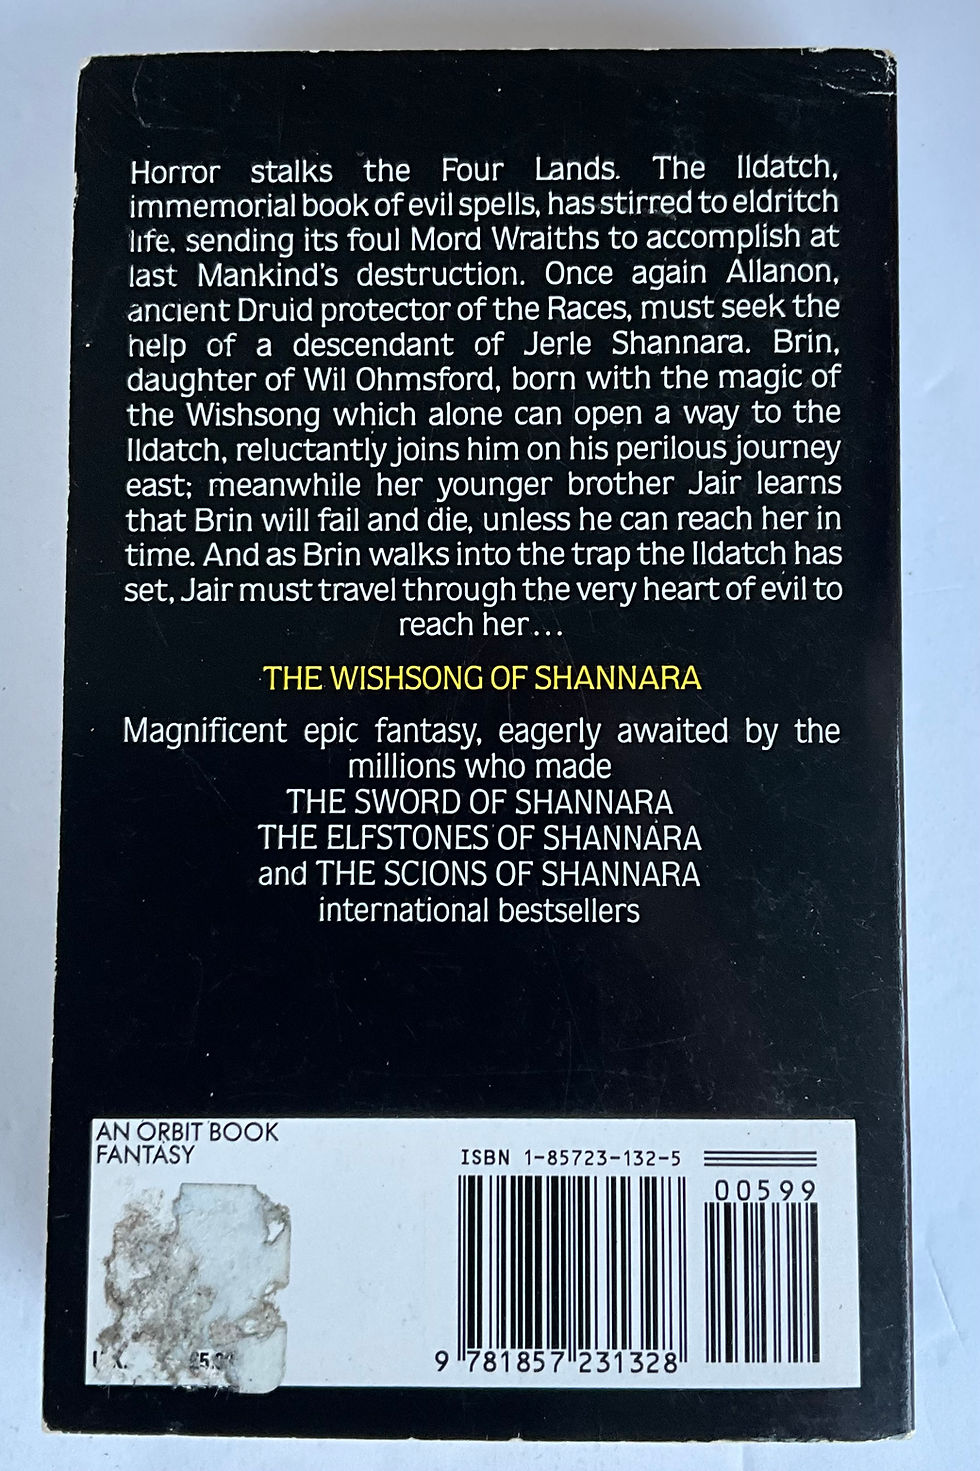 Horror stalks the Four Lands. The Ildatch,
immemorial book of evil spells, has stirred to eldritch
life, sending its foul Mord Wraiths to accomplish at
last Mankind's destruction. Once again Allanon,
ancient Druid protector of the Races, must seek the
help of a descendant of Jerle Shannara. Brin,
daughter of Wil Ohmsford, born with the magic of
the Wishsong which alone can open a way to the
Ildatch, reluctantly joins him on his perilous journey
east; meanwhile her younger brother Jair learns
that Brin will fail and die, unless he can reach her in
time. And as Brin walks into the trap the Ildatch has
set, Jair must travel through the very heart of evil to
reach her...
THE WISHSONG OF SHANNARA
Magnificent epic fantasy, eagerly awaited by the
millions who made
THE SWORD OF SHANNARA
THE ELFSTONES OF SHANNARA
and THE SCIONS OF SHANNARA
international bestsellers
AN ORBIT BOOK
FANTASY
ISBN 1-85723-132-5
00599
9 781857 231328